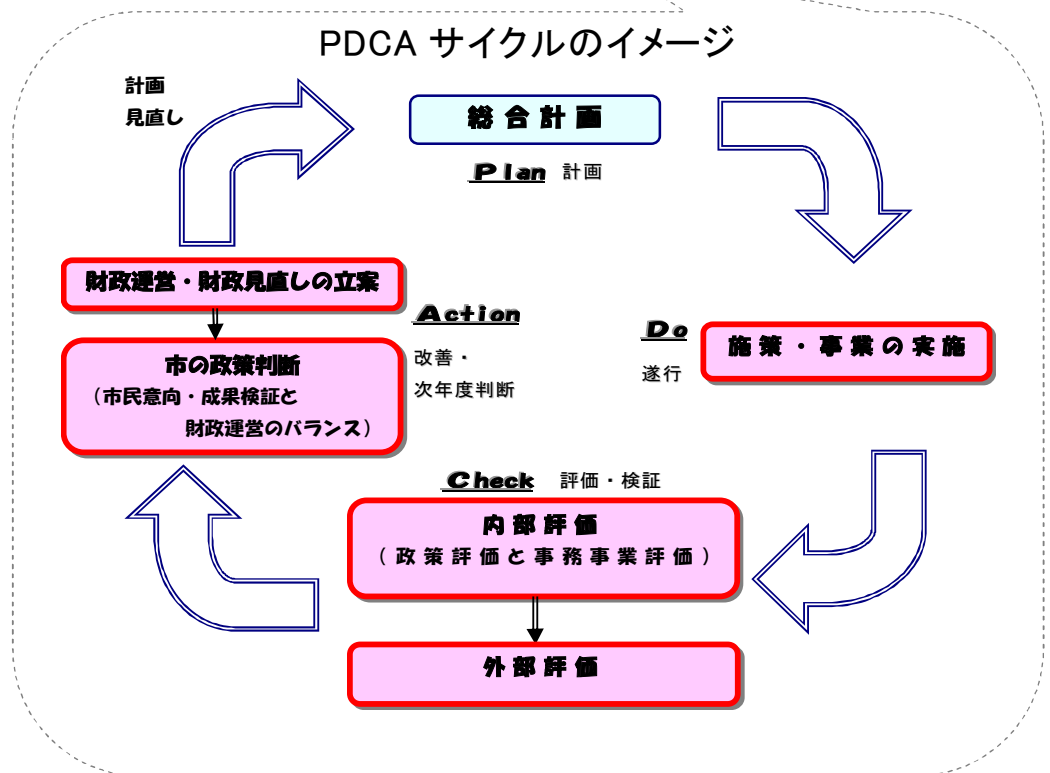 PDCA サイクルのイメージ
計画
見直し
総合計画
Plan 計画
財政運営・財政見直しの立案
Action
改善・
次年度判断
市の政策判断
（市民意向・成果検証と
財政運営のバランス）
Do
遂行
施策・事業の実施
Check 評価・検証
内部評価
（政策評価と事務事業評価）
外部評価